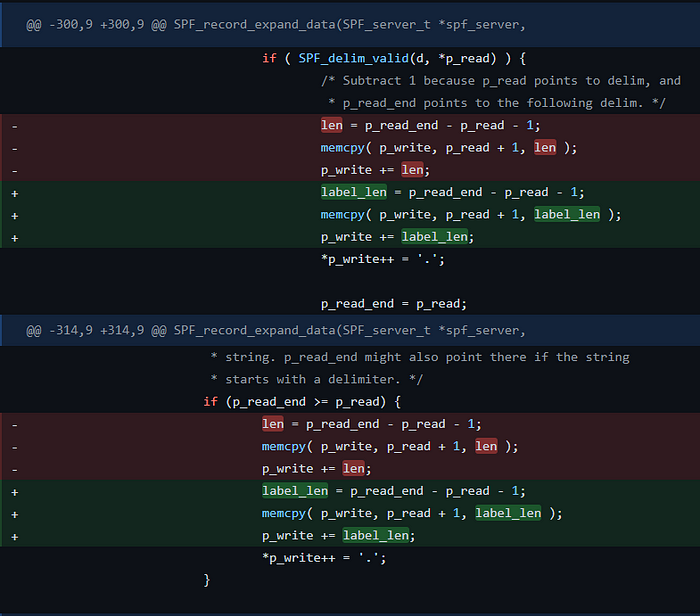 @@ -300,9 +300,9 @@ SPF_record_expand_data(SPF_server_t *spf_server,
if ( SPF_delim_valid(d, *p_read) ) {
/* Subtract 1 because p_read points to delim, and
* p_read_end points to the following delim. */
- len = p_read_end - p_read - 1;
- memcpy( p_write, p_read + 1, len );
- p_write += len;
+ label_len = p_read_end - p_read - 1;
+ memcpy( p_write, p_read + 1, label_len );
+ p_write += label_len;
*p_write++ = '.';
p_read_end = p_read;
@@ -314,9 +314,9 @@ SPF_record_expand_data(SPF_server_t *spf_server,
* string. p_read_end might also point there if the string
* starts with a delimiter. */
if (p_read_end >= p_read) {
- len = p_read_end - p_read - 1;
- memcpy( p_write, p_read + 1, len );
- p_write += len;
+ label_len = p_read_end - p_read - 1;
+ memcpy( p_write, p_read + 1, label_len );
+ p_write += label_len;
*p_write++ = '.';
}